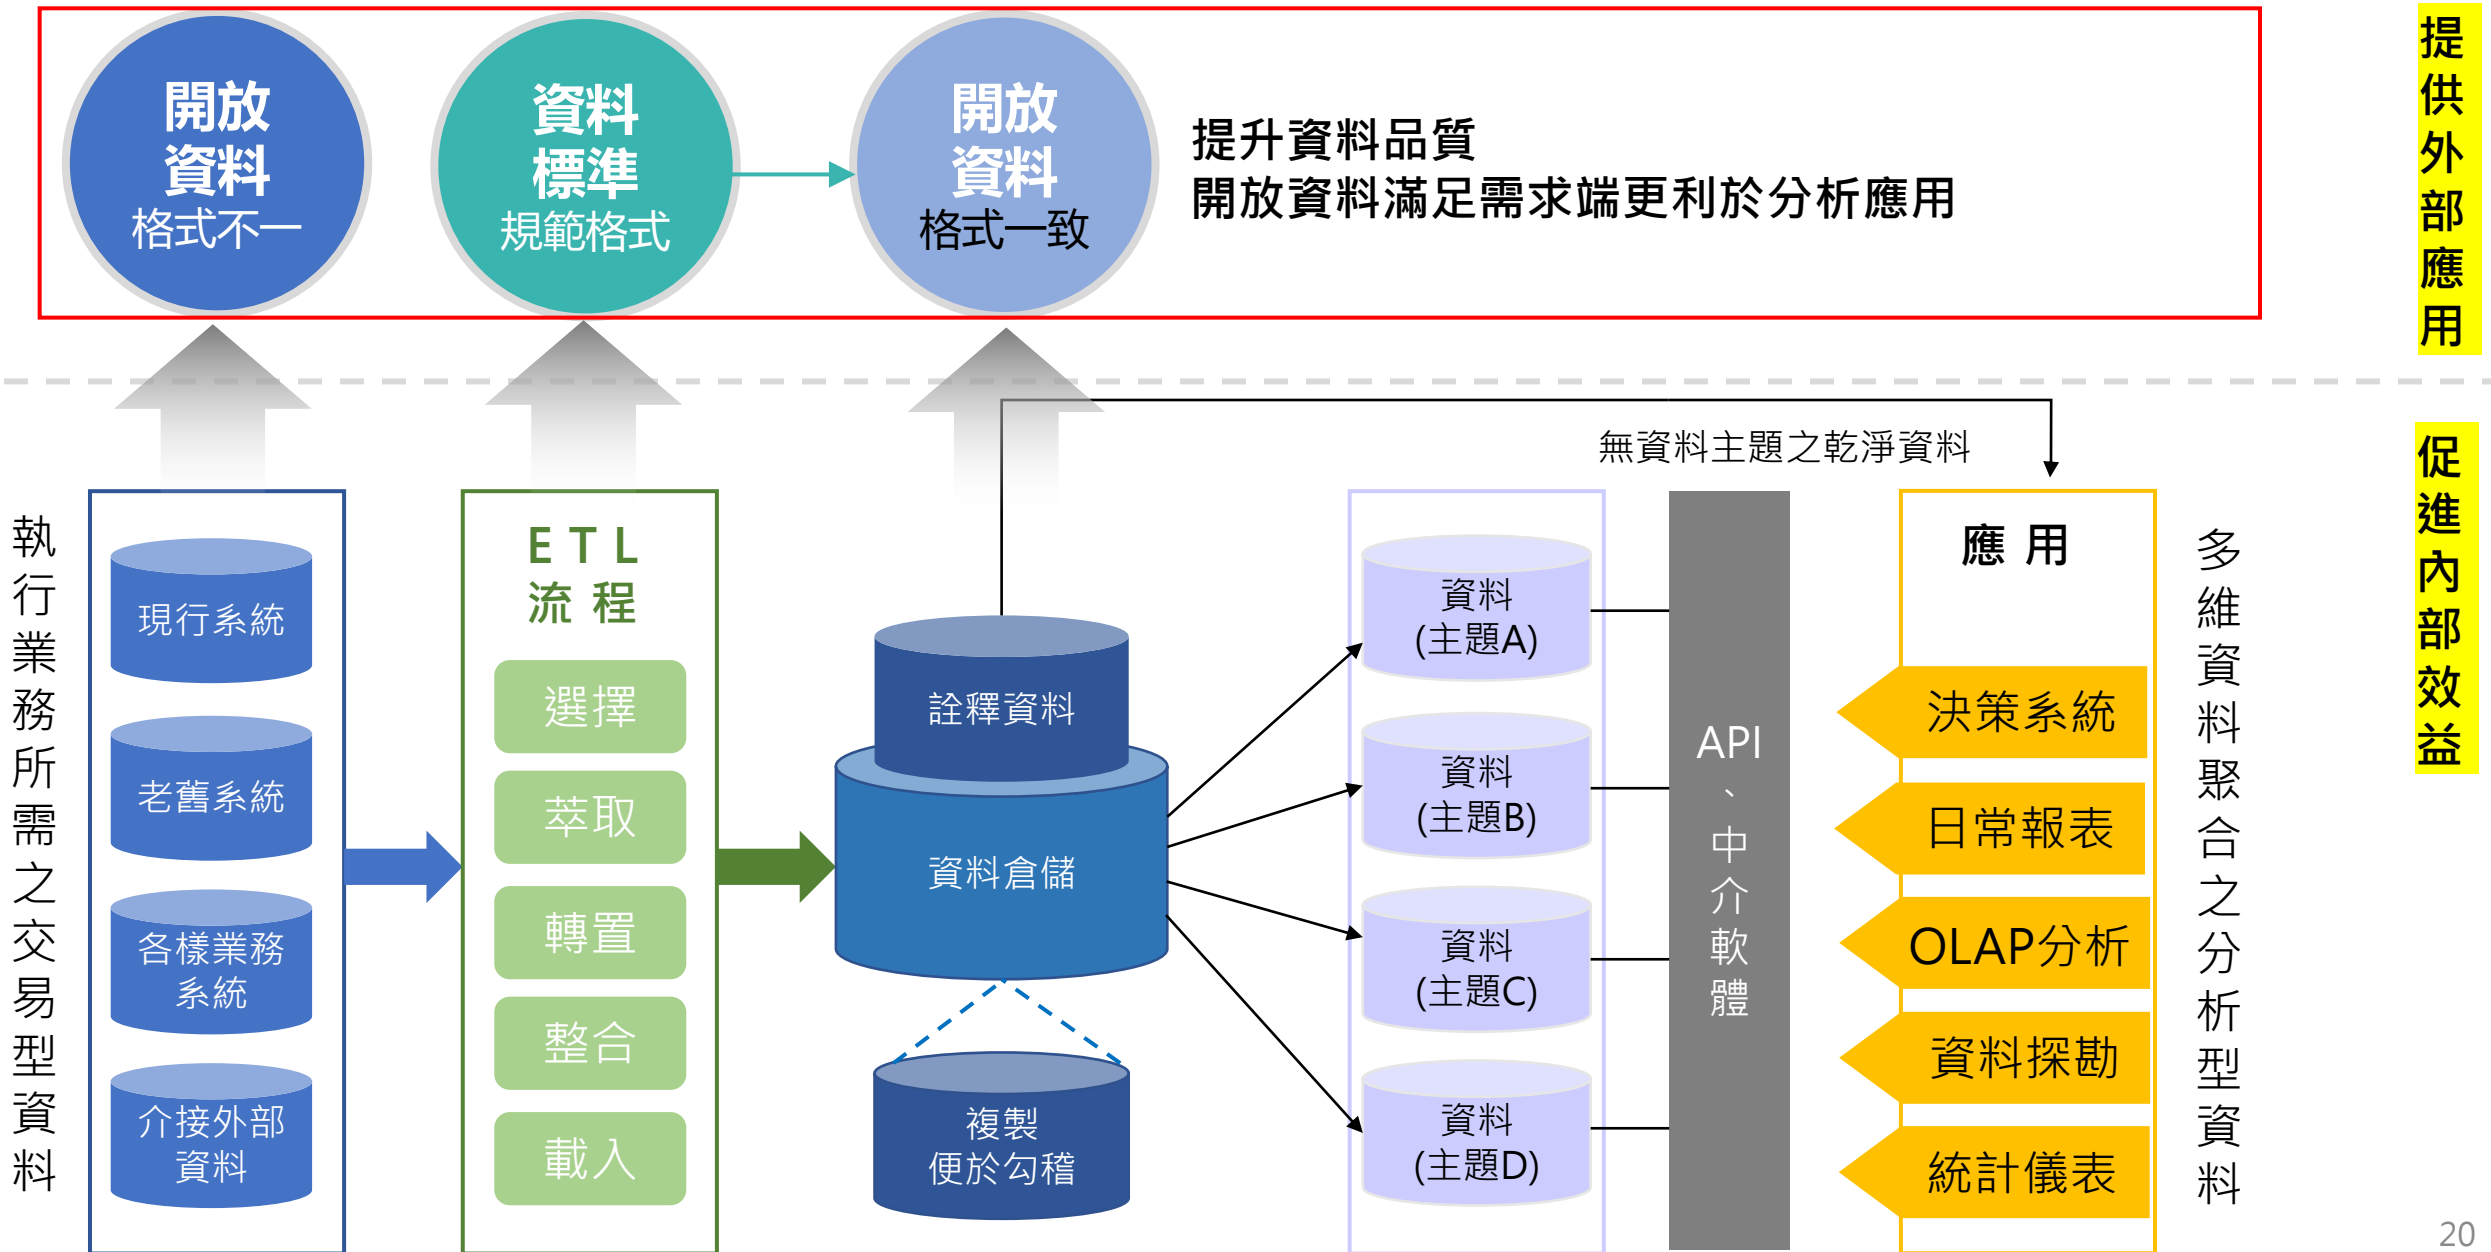 開放
資料
格式不一
資料
標準
規範格式
開放
資料
格式一致
提升資料品質
開放資料滿足需求端更利於分析應用
提供外部應用
無資料主題之乾淨資料
執行業務所需之交易型資料
現行系統
老舊系統
各樣業務
系統
介接外部
資料
ETL
流程
選擇
萃取
轉置
整合
載入
詮釋資料
資料倉儲
複製
便於勾稽
資料
(主題A)
資料
(主題B)
資料
(主題C)
資料
(主題D)
API、中介軟體
應用
決策系統
日常報表
OLAP分析
資料探勘
統計儀表
多維資料聚合之分析型資料
促進內部效益
20